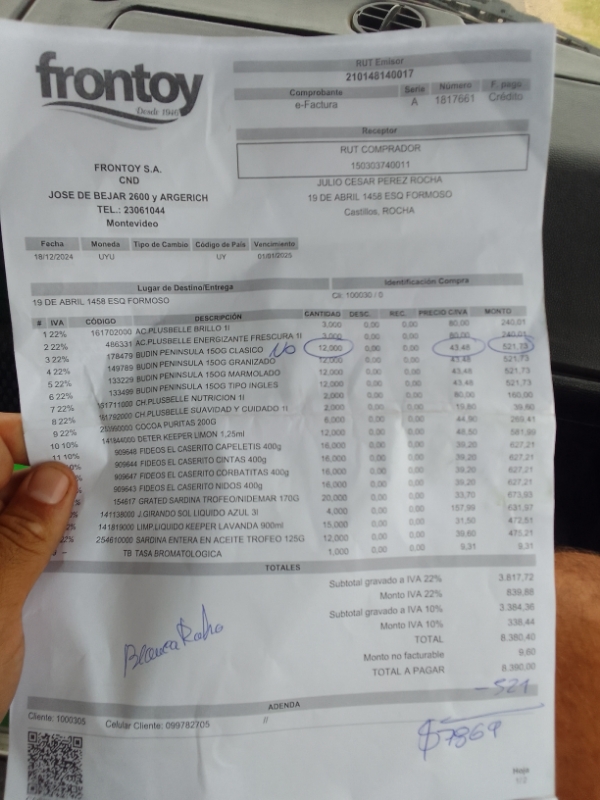 frontoy
Desde 1946
RUT Emisor
210148140017
Comprobante Serie Número F. pago
e-Factura A 1817661 Crédito
Receptor
RUT COMPRADOR
150303740011
JULIO CESAR PEREZ ROCHA
19 DE ABRIL 1458 ESQ FORMOSO
Castillos, ROCHA
FRONTOY S.A.
CND
JOSE DE BEJAR 2600 y ARGERICH
TEL.: 23061044
Montevideo
Fecha Moneda Tipo de Cambio Código de País Vencimiento
18/12/2024 UYU UY 01/01/2025
Lugar de Destino/Entrega Identificación Compra
19 DE ABRIL 1458 ESQ FORMOSO Cli: 100030 / 0
# IVA CÓDIGO DESCRIPCIÓN CANTIDAD DESC. REC. PRECIO C/IVA MONTO
1 22% 161702000 AC.PLUSBELLE BRILLO 1l 3,000 0,00 0,00 80,00 240,01
2 22% 486331 AC.PLUSBELLE ENERGIZANTE FRESCURA 1l 3,000 0,00 0,00 80,00 240,01
3 22% 178479 BUDIN PENINSULA 150G CLASICO No 12,000 0,00 0,00 43,48 521,73
4 22% 149789 BUDIN PENINSULA 150G GRANIZADO 12,000 0,00 0,00 43,48 521,73
5 22% 133229 BUDIN PENINSULA 150G MARMOLADO 12,000 0,00 0,00 43,48 521,73
6 22% 133498 BUDIN PENINSULA 150G TIPO INGLES 12,000 0,00 0,00 43,48 521,73
7 22% 151711000 CH.PLUSBELLE NUTRICION 1l 2,000 0,00 0,00 80,00 160,00
8 22% CH.PLUSBELLE SUAVIDAD Y CUIDADO 1l 2,000 0,00 0,00 19,80 39,60
9 22% COCOA PURITAS 200G 6,000 0,00 0,00 44,90 269,41
10 10% 141844000 DETER KEEPER LIMON 1,25ml 12,000 0,00 0,00 48,50 581,99
11 10% 909648 FIDEOS EL CASERITO CAPELETIS 400g 16,000 0,00 0,00 39,20 627,21
909644 FIDEOS EL CASERITO CINTAS 400g 16,000 0,00 0,00 39,20 627,21
909647 FIDEOS EL CASERITO CORBATITAS 400g 16,000 0,00 0,00 39,20 627,21
909643 FIDEOS EL CASERITO NIDOS 400g 16,000 0,00 0,00 39,20 627,21
154617 GRATED SARDINA TROFEO/NIDEMAR 170G 20,000 0,00 0,00 33,70 673,93
141138000 J.GIRANDO SOL LIQUIDO AZUL 3l 4,000 0,00 0,00 157,99 631,97
141819000 LIMP.LIQUIDO KEEPER LAVANDA 900ml 15,000 0,00 0,00 31,50 472,51
254610000 SARDINA ENTERA EN ACEITE TROFEO 125G 12,000 0,00 0,00 39,60 475,21
TB TASA BROMATOLOGICA 1,000 0,00 0,00 9,31 9,31
TOTALES
Subtotal gravado a IVA 22% 3.817,72
Monto IVA 22% 839,88
Subtotal gravado a IVA 10% 3.384,36
Monto IVA 10% 338,44
TOTAL 8.380,40
Monto no facturable 9,60
TOTAL A PAGAR 8.390,00
Blanca Rocho
-521
$7869
ADENDA
Cliente: 1000305 Celular Cliente: 099782705 //
Hoja